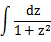 ∫ dz/(1+z²)